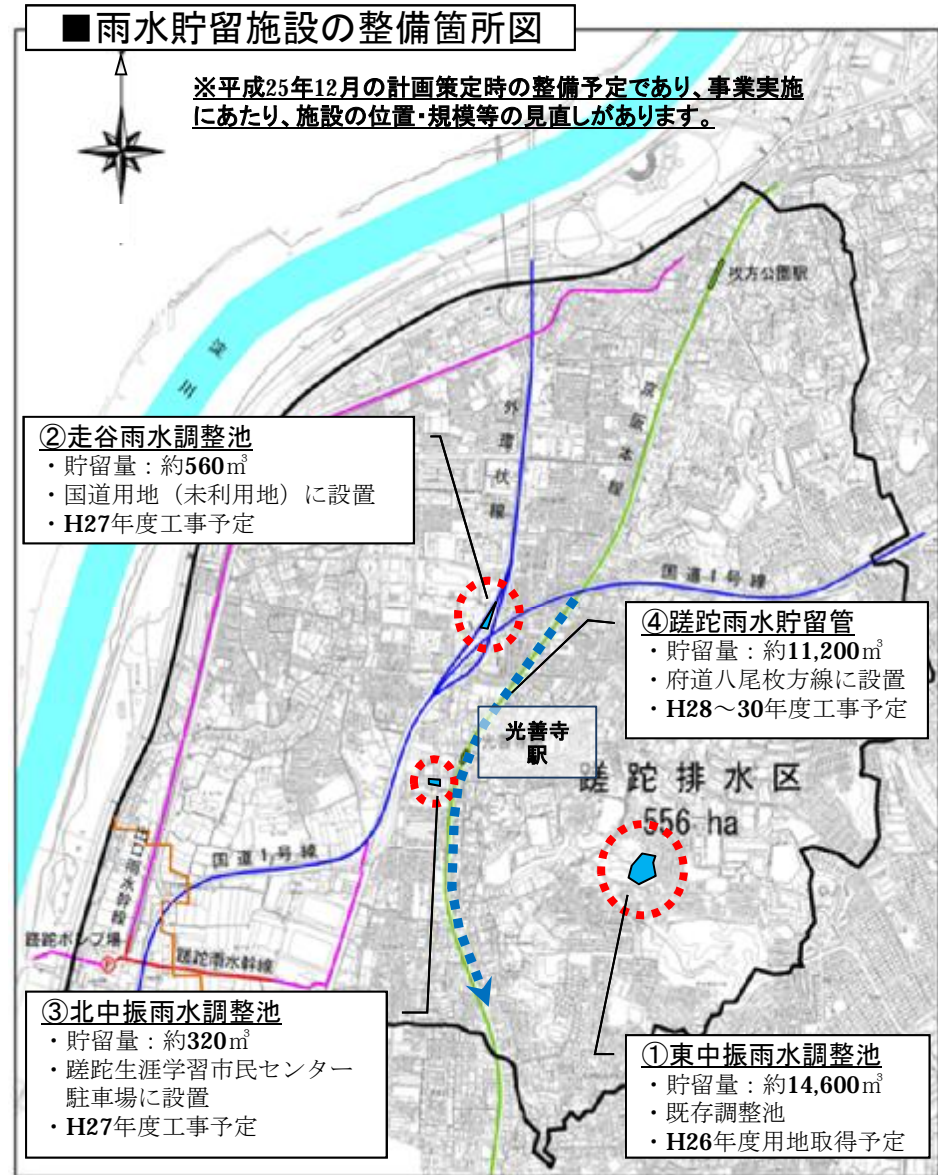 ■雨水貯留施設の整備箇所図
※平成25年12月の計画策定時の整備予定であり、事業実施
にあたり、施設の位置・規模等の見直しがあります。
枚方公園駅
淀川
外環状線
京阪本線
②走谷雨水調整池
・貯留量：約560㎥
・国道用地（未利用地）に設置
・H27年度工事予定
国道1号線
④蹉跎雨水貯留管
・貯留量：約11,200㎥
・府道八尾枚方線に設置
・H28～30年度工事予定
光善寺
駅
蹉跎排水区
556 ha
国道1号線
出口雨水幹線
蹉跎ポンプ場
P
蹉跎雨水幹線
③北中振雨水調整池
・貯留量：約320㎥
・蹉跎生涯学習市民センター
駐車場に設置
・H27年度工事予定
①東中振雨水調整池
・貯留量：約14,600㎥
・既存調整池
・H26年度用地取得予定